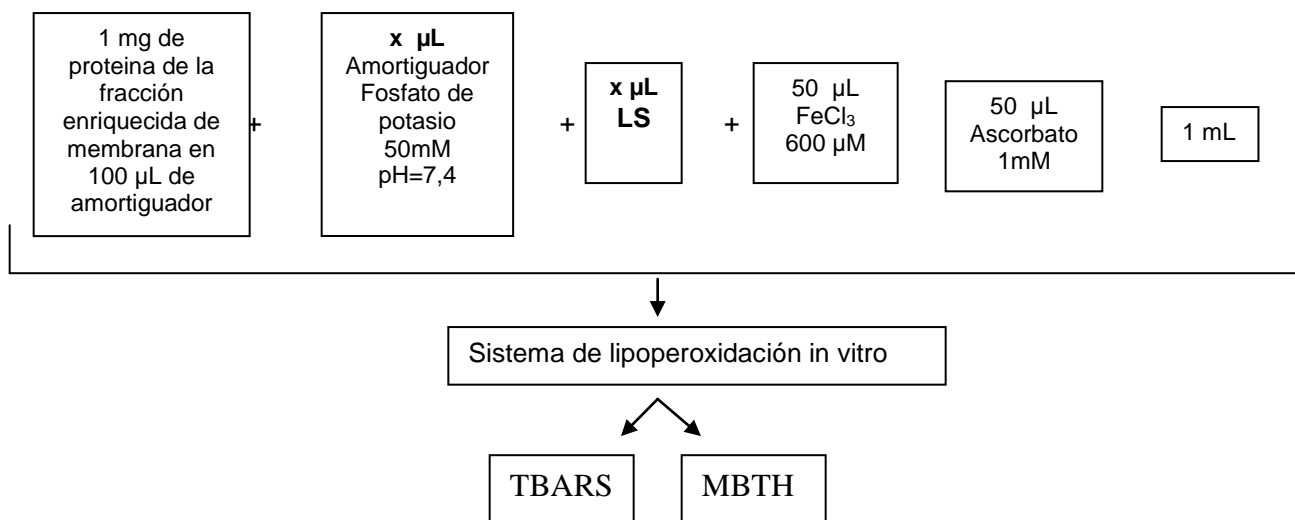 1 mg de
proteina de la
fracción
enriquecida de
membrana en
100 µL de
amortiguador
+
x µL
Amortiguador
Fosfato de
potasio
50mM
pH=7,4
+
x µL
LS
+
50 µL
FeCl₃
600 µM
50 µL
Ascorbato
1mM
1 mL
Sistema de lipoperoxidación in vitro
TBARS
MBTH